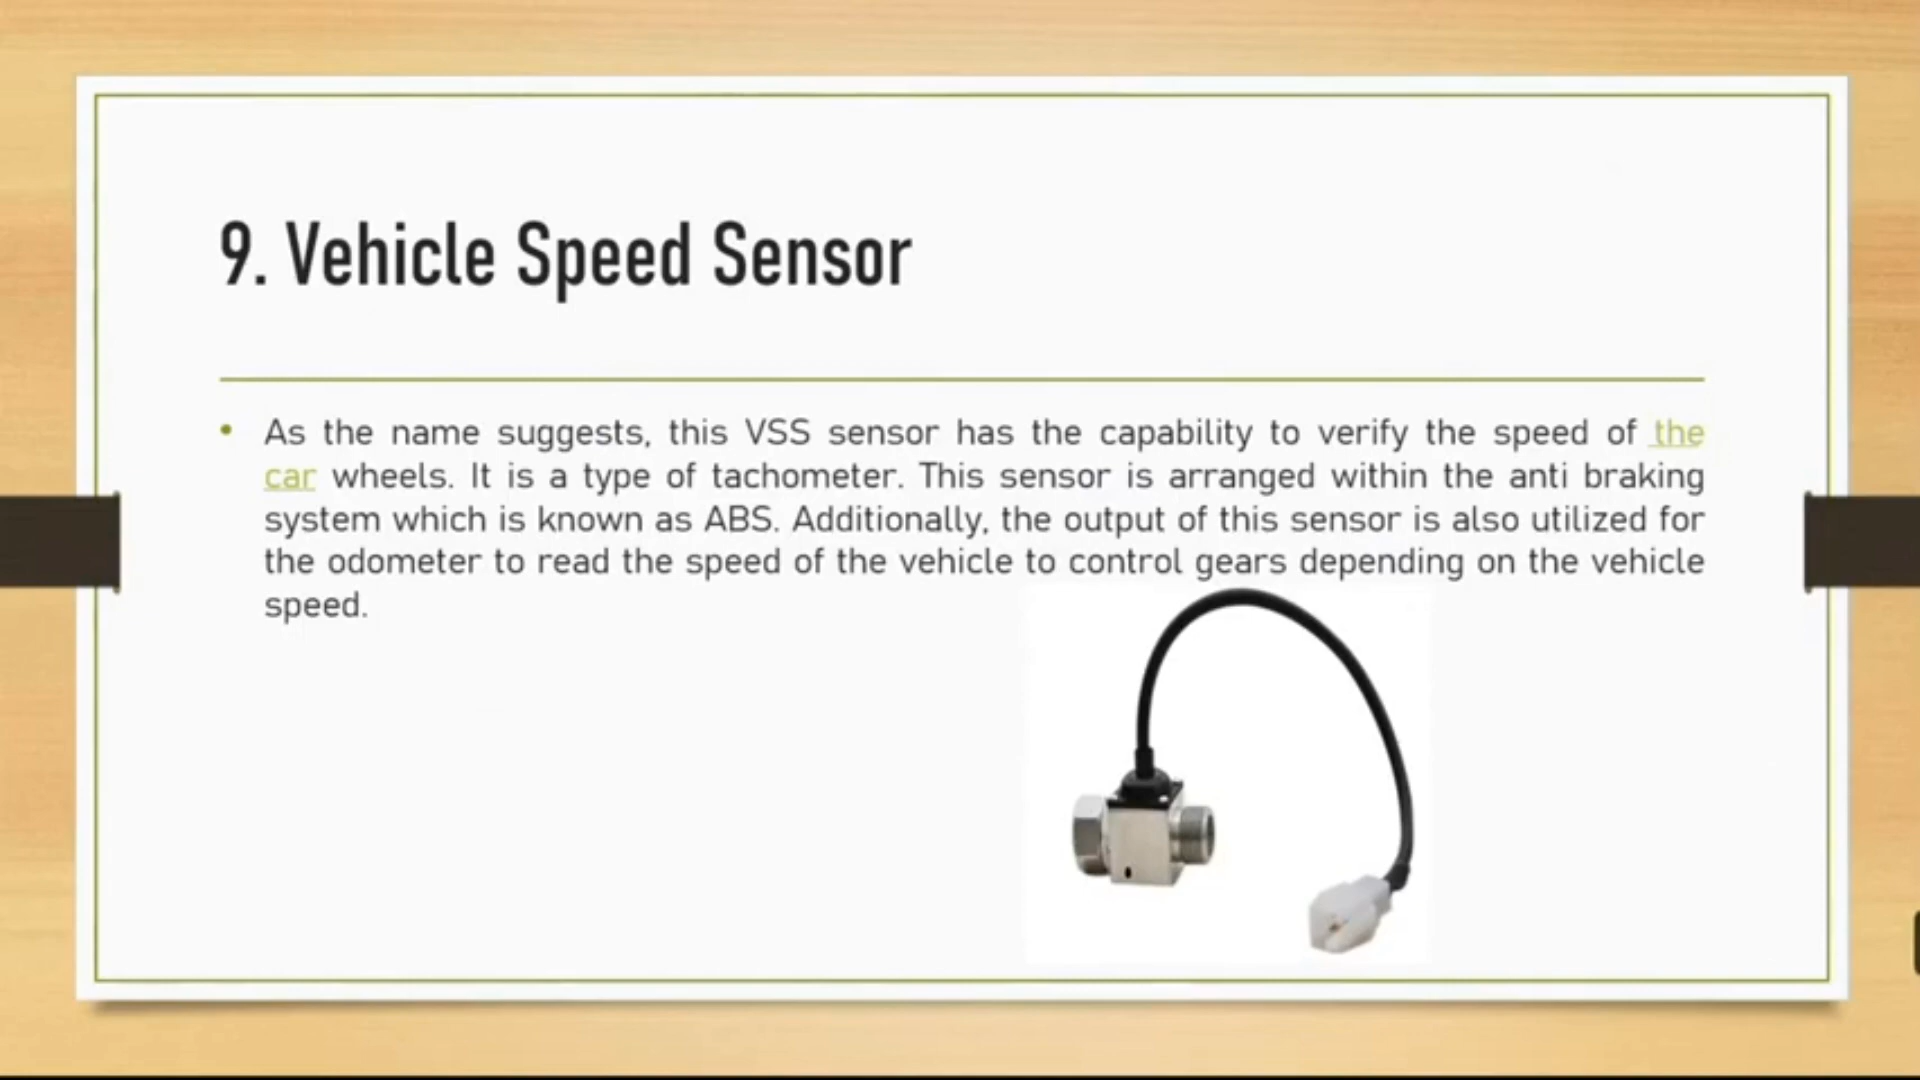 9. Vehicle Speed Sensor
• As the name suggests, this VSS sensor has the capability to verify the speed of the
car wheels. It is a type of tachometer. This sensor is arranged within the anti braking
system which is known as ABS. Additionally, the output of this sensor is also utilized for
the odometer to read the speed of the vehicle to control gears depending on the vehicle
speed.